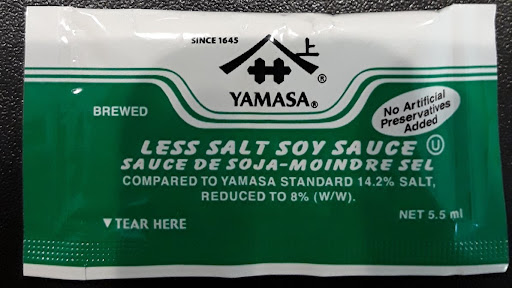 SINCE 1645
上
YAMASA®
®
BREWED
No Artificial
Preservatives
Added
LESS SALT SOY SAUCE Ⓤ
SAUCE DE SOJA-MOINDRE SEL
COMPARED TO YAMASA STANDARD 14.2% SALT,
REDUCED TO 8% (W/W).
▼TEAR HERE
NET 5.5 ml